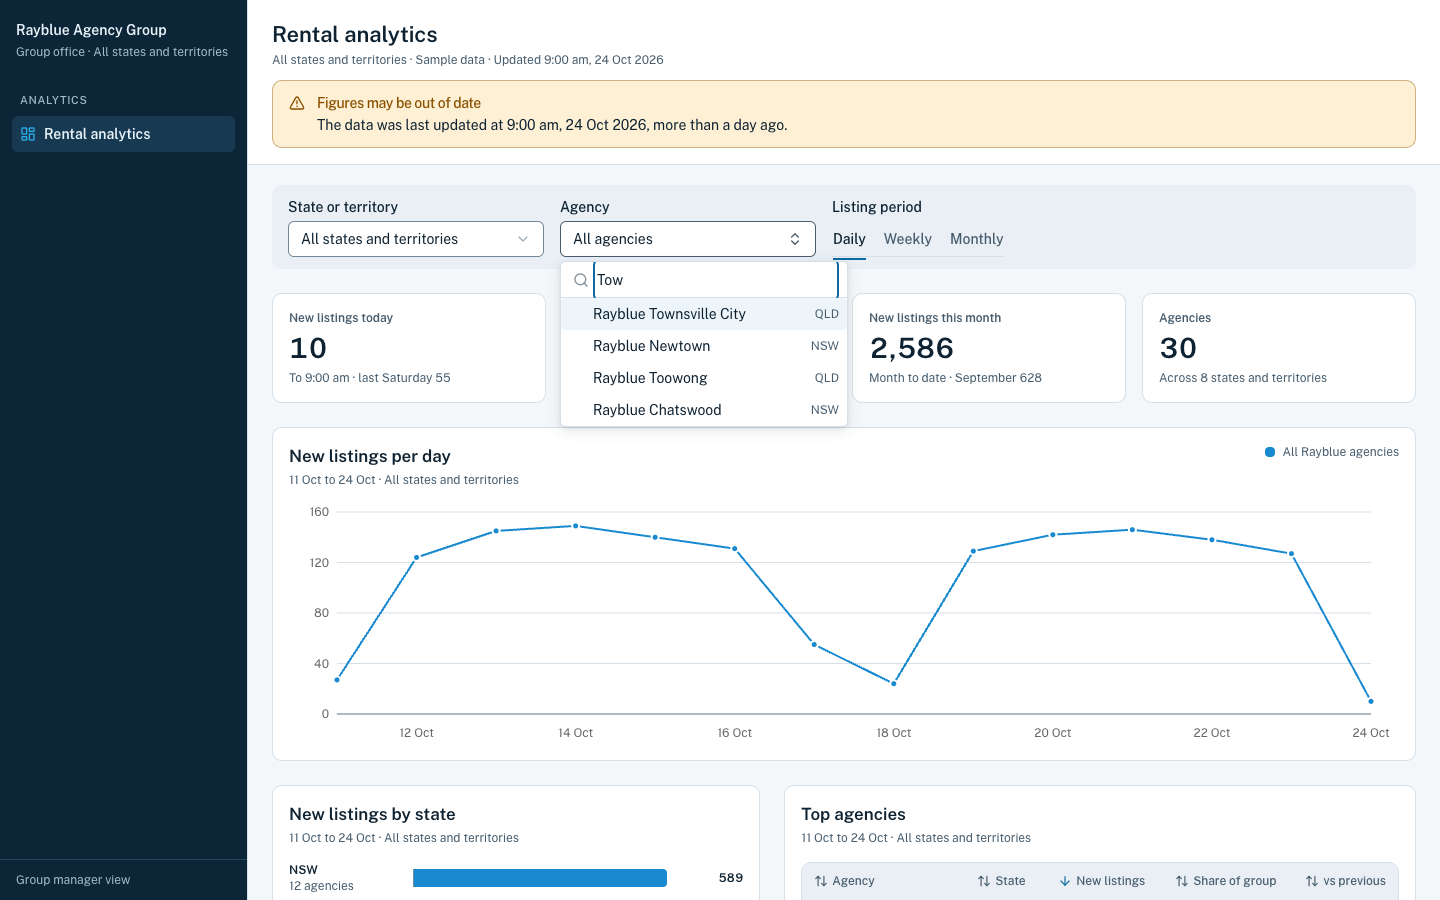 Rayblue Agency Group
Group office · All states and territories
ANALYTICS
Rental analytics
Group manager view
Rental analytics
All states and territories · Sample data · Updated 9:00 am, 24 Oct 2026
Figures may be out of date
The data was last updated at 9:00 am, 24 Oct 2026, more than a day ago.
State or territory
All states and territories
Agency
All agencies
Listing period
Daily Weekly Monthly
Tow
Rayblue Townsville City QLD
Rayblue Newtown NSW
Rayblue Toowong QLD
Rayblue Chatswood NSW
New listings today
10
To 9:00 am · last Saturday 55
New listings this month
2,586
Month to date · September 628
Agencies
30
Across 8 states and territories
New listings per day
11 Oct to 24 Oct · All states and territories
All Rayblue agencies
160
120
80
40
0
12 Oct 14 Oct 16 Oct 18 Oct 20 Oct 22 Oct 24 Oct
New listings by state
11 Oct to 24 Oct · All states and territories
NSW
12 agencies
589
Top agencies
11 Oct to 24 Oct · All states and territories
Agency State New listings Share of group vs previous